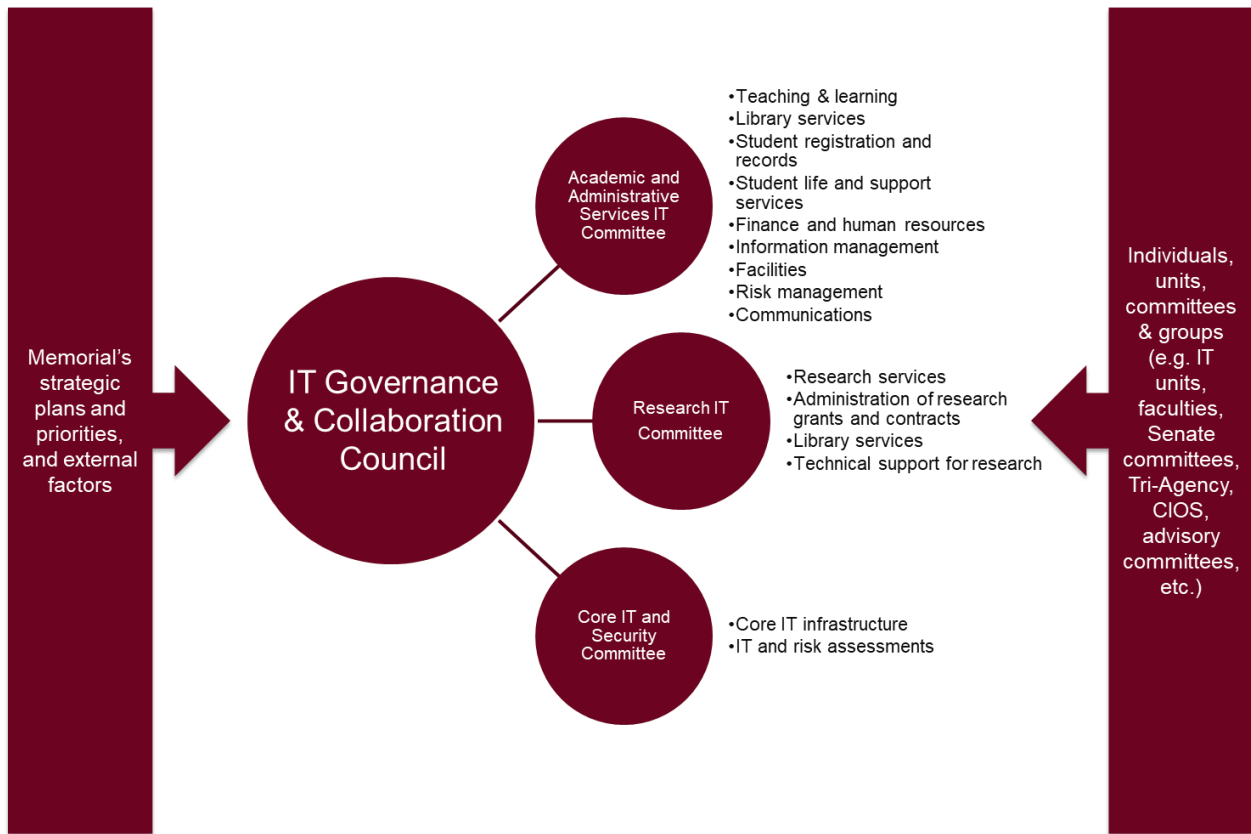 Memorial's
strategic
plans and
priorities,
and external
factors
IT Governance
& Collaboration
Council
Academic and
Administrative
Services IT
Committee
•Teaching & learning
•Library services
•Student registration and
records
•Student life and support
services
•Finance and human resources
•Information management
•Facilities
•Risk management
•Communications
Research IT
Committee
•Research services
•Administration of research
grants and contracts
•Library services
•Technical support for research
Core IT and
Security
Committee
•Core IT infrastructure
•IT and risk assessments
Individuals,
units,
committees
& groups
(e.g. IT
units,
faculties,
Senate
committees,
Tri-Agency,
CIOS,
advisory
committees,
etc.)